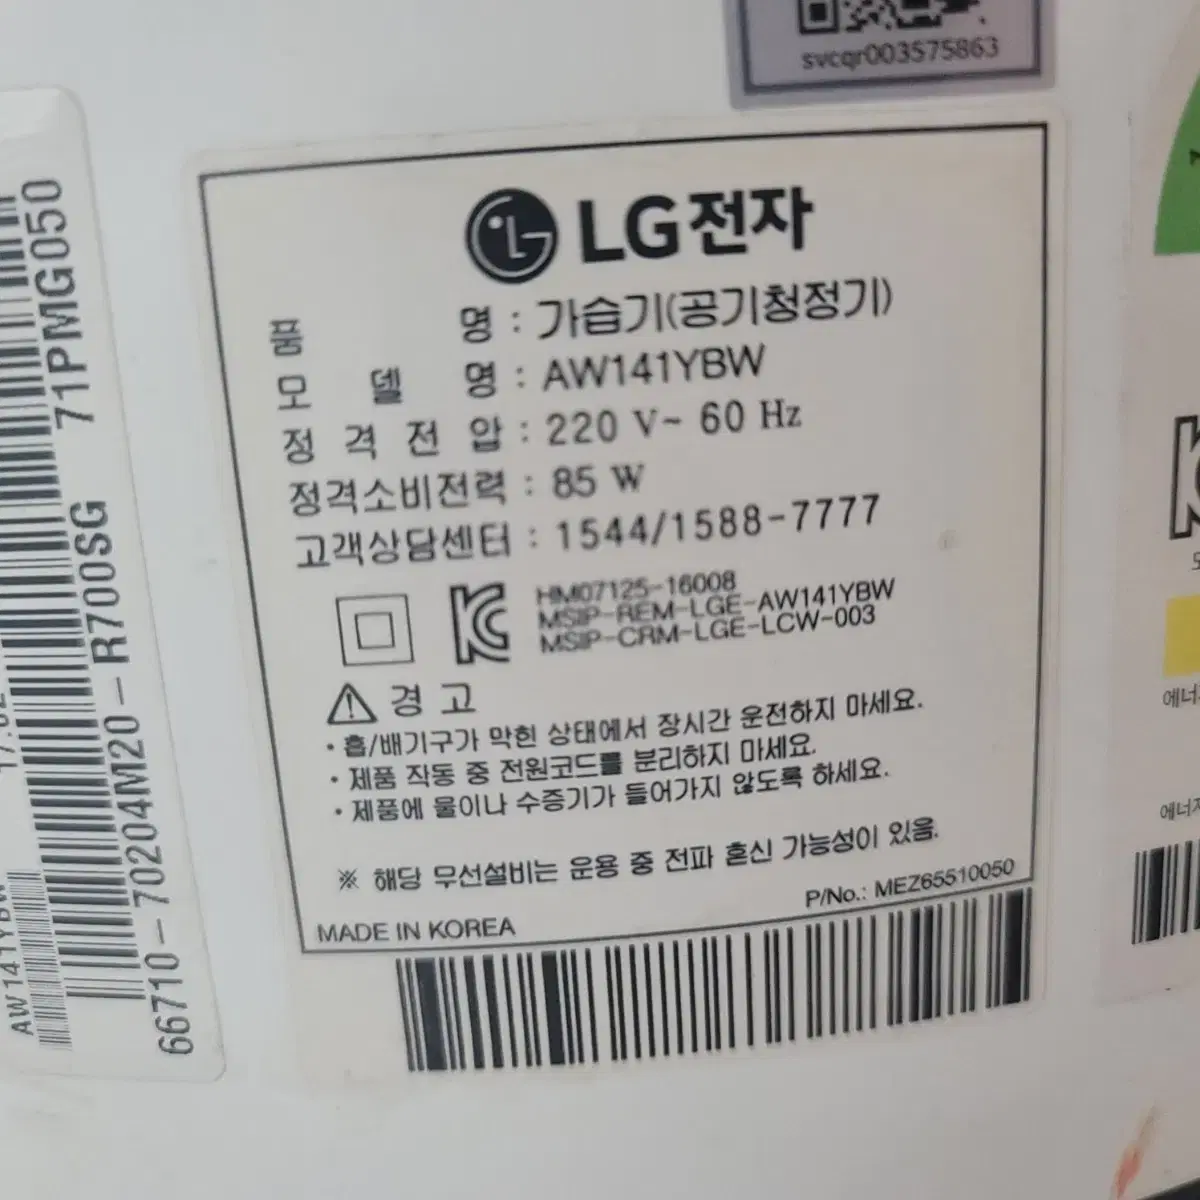 svcqr003575863
LG전자
품 명 : 가습기(공기청정기)
모 델 명 : AW141YBW
정 격 전 압 : 220 V~ 60 Hz
정격소비전력 : 85 W
고객상담센터 : 1544/1588-7777
HM07125-16008
MSIP-REM-LGE-AW141YBW
MSIP-CRM-LGE-LCW-003
경 고
• 흡/배기구가 막힌 상태에서 장시간 운전하지 마세요.
• 제품 작동 중 전원코드를 분리하지 마세요.
• 제품에 물이나 수증기가 들어가지 않도록 하세요.
※ 해당 무선설비는 운용 중 전파 혼신 가능성이 있음.
P/No.: MEZ65510050
MADE IN KOREA
71PMG050
66710-70204M20-R700SG
AW141YBW